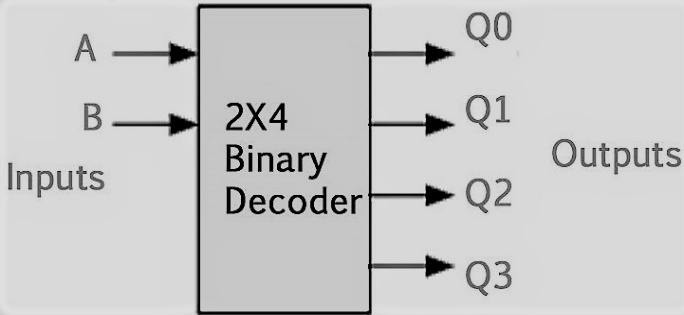 A
B
Inputs
2X4
Binary
Decoder
Q0
Q1
Q2
Q3
Outputs